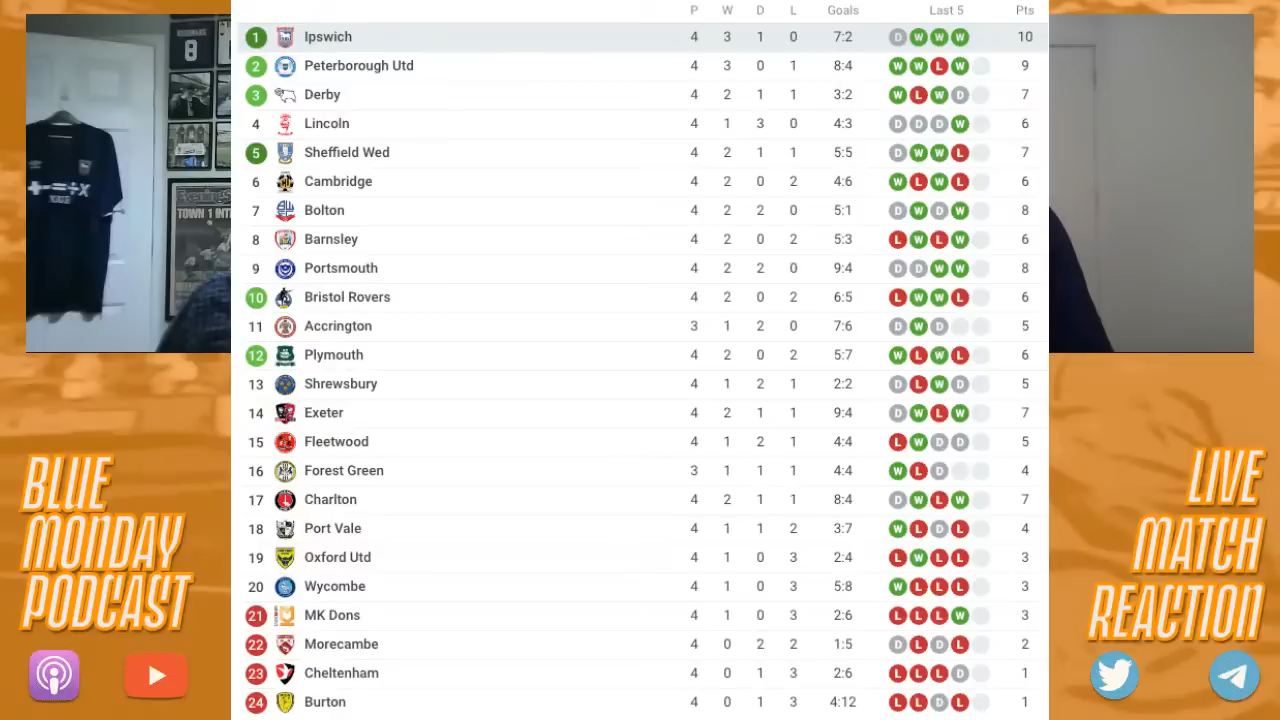 P W D L Goals Last 5 Pts
1 Ipswich 4 3 1 0 7:2 D W W W 10
2 Peterborough Utd 4 3 0 1 8:4 W W L W 9
3 Derby 4 2 1 1 3:2 W L W D 7
4 Lincoln 4 1 3 0 4:3 D D D W 6
5 Sheffield Wed 4 2 1 1 5:5 D W W L 7
6 Cambridge 4 2 0 2 4:6 W L W L 6
7 Bolton 4 2 2 0 5:1 D W D W 8
8 Barnsley 4 2 0 2 5:3 L W L W 6
9 Portsmouth 4 2 2 0 9:4 D D W W 8
10 Bristol Rovers 4 2 0 2 6:5 L W W L 6
11 Accrington 3 1 2 0 7:6 D W D 5
12 Plymouth 4 2 0 2 5:7 W L W L 6
13 Shrewsbury 4 1 2 1 2:2 D L W D 5
14 Exeter 4 2 1 1 9:4 D W L W 7
15 Fleetwood 4 1 2 1 4:4 L W D D 5
16 Forest Green 3 1 1 1 4:4 W L D 4
17 Charlton 4 2 1 1 8:4 D W L W 7
18 Port Vale 4 1 1 2 3:7 W L D L 4
19 Oxford Utd 4 1 0 3 2:4 L W L L 3
20 Wycombe 4 1 0 3 5:8 W L L L 3
21 MK Dons 4 1 0 3 2:6 L L L W 3
22 Morecambe 4 0 2 2 1:5 D L D L 2
23 Cheltenham 4 0 1 3 2:6 L L L D 1
24 Burton 4 0 1 3 4:12 L L D L 1
8
+-=÷x
TOWN 1 INT
BLUE
MONDAY
PODCAST
LIVE
MATCH
REACTION